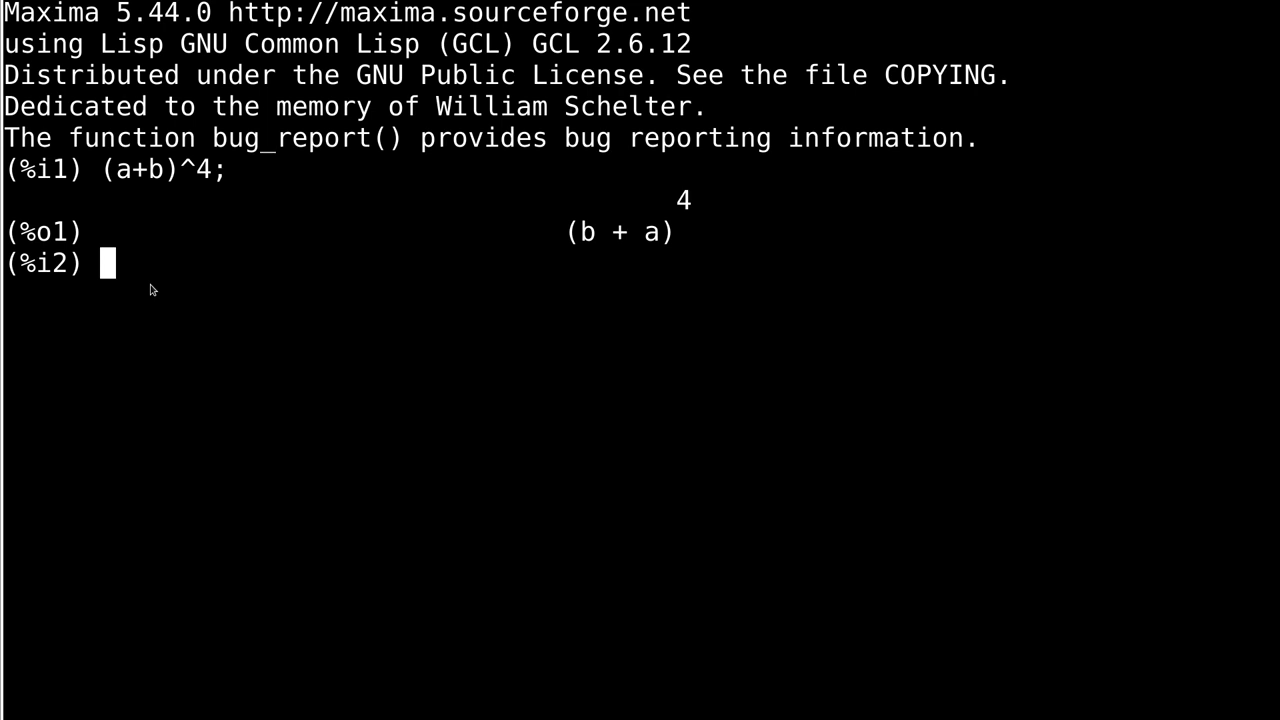 Maxima 5.44.0 http://maxima.sourceforge.net
using Lisp GNU Common Lisp (GCL) GCL 2.6.12
Distributed under the GNU Public License. See the file COPYING.
Dedicated to the memory of William Schelter.
The function bug_report() provides bug reporting information.
(%i1) (a+b)^4;
4
(%o1) (b + a)
(%i2)